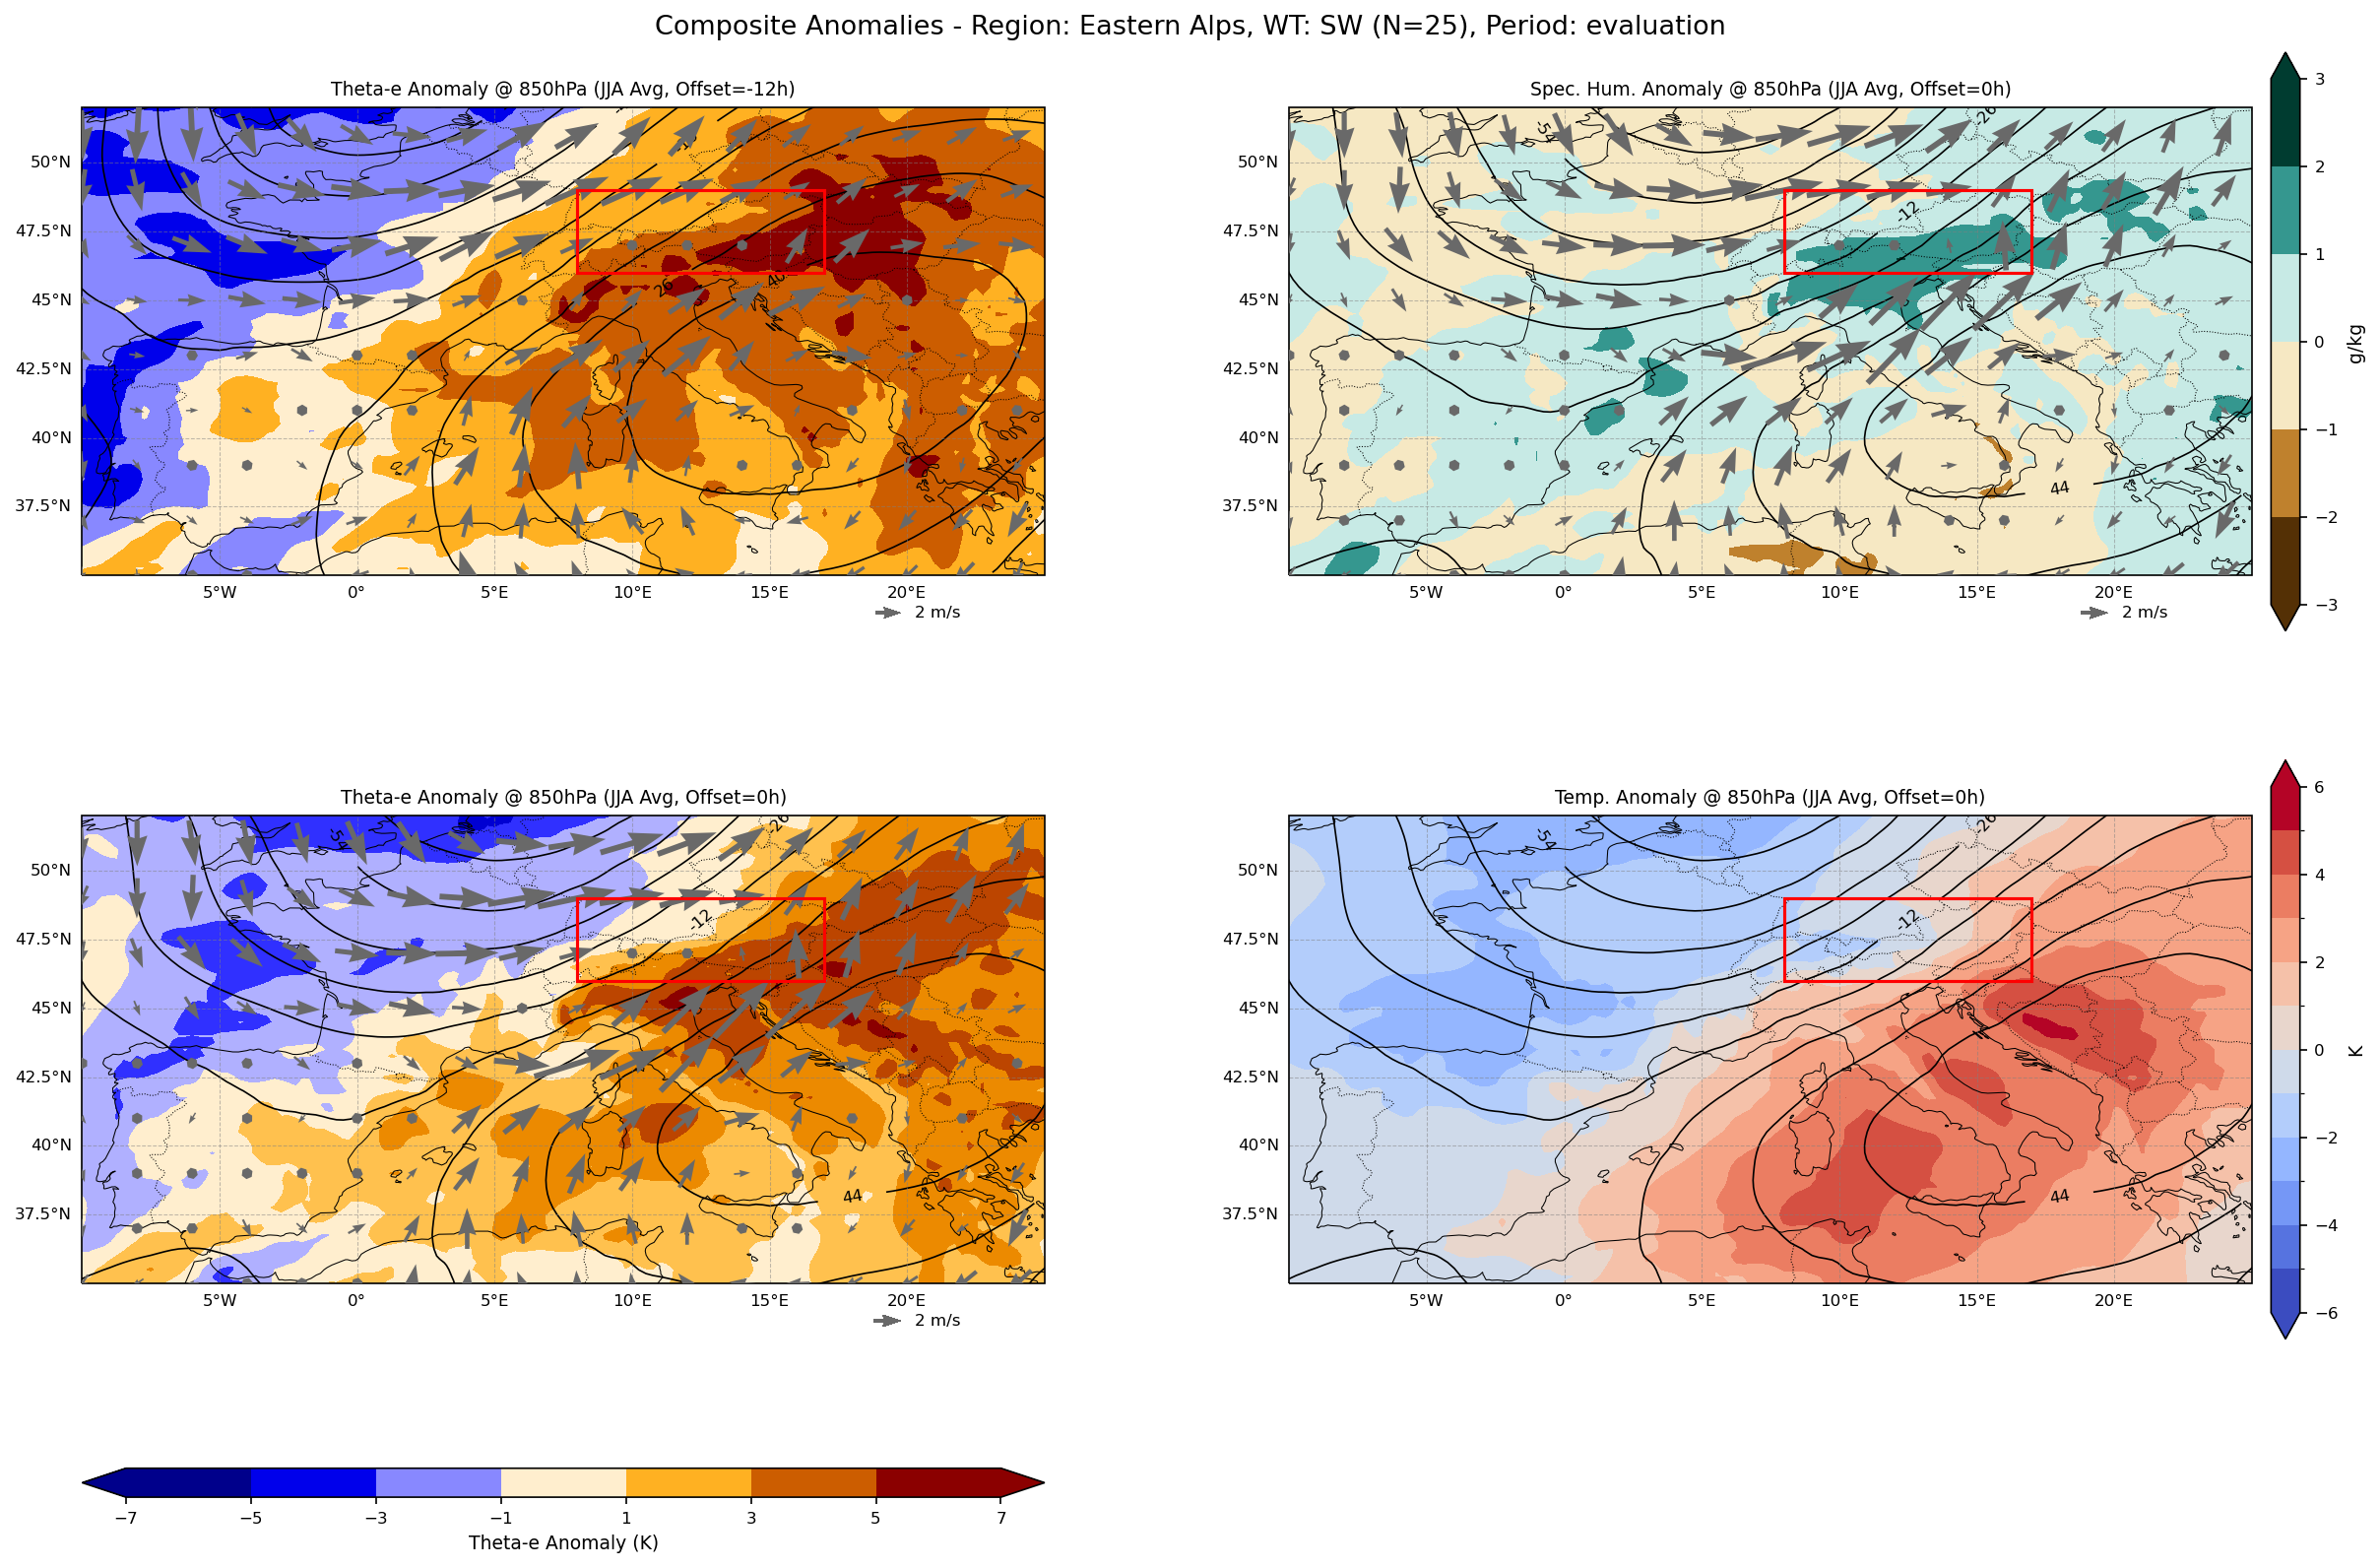 Composite Anomalies - Region: Eastern Alps, WT: SW (N=25), Period: evaluation
Theta-e Anomaly @ 850hPa (JJA Avg, Offset=-12h)
50°N
47.5°N
45°N
42.5°N
40°N
37.5°N
26
40
5°W
0°
5°E
10°E
15°E
20°E
2 m/s
Spec. Hum. Anomaly @ 850hPa (JJA Avg, Offset=0h)
50°N
47.5°N
45°N
42.5°N
40°N
37.5°N
-54
-26
-12
44
5°W
0°
5°E
10°E
15°E
20°E
2 m/s
3
2
1
0
−1
−2
−3
g/kg
Theta-e Anomaly @ 850hPa (JJA Avg, Offset=0h)
50°N
47.5°N
45°N
42.5°N
40°N
37.5°N
-54
-26
-12
44
5°W
0°
5°E
10°E
15°E
20°E
2 m/s
Temp. Anomaly @ 850hPa (JJA Avg, Offset=0h)
50°N
47.5°N
45°N
42.5°N
40°N
37.5°N
-54
-26
-12
44
5°W
0°
5°E
10°E
15°E
20°E
6
4
2
0
−2
−4
−6
K
−7
−5
−3
−1
1
3
5
7
Theta-e Anomaly (K)